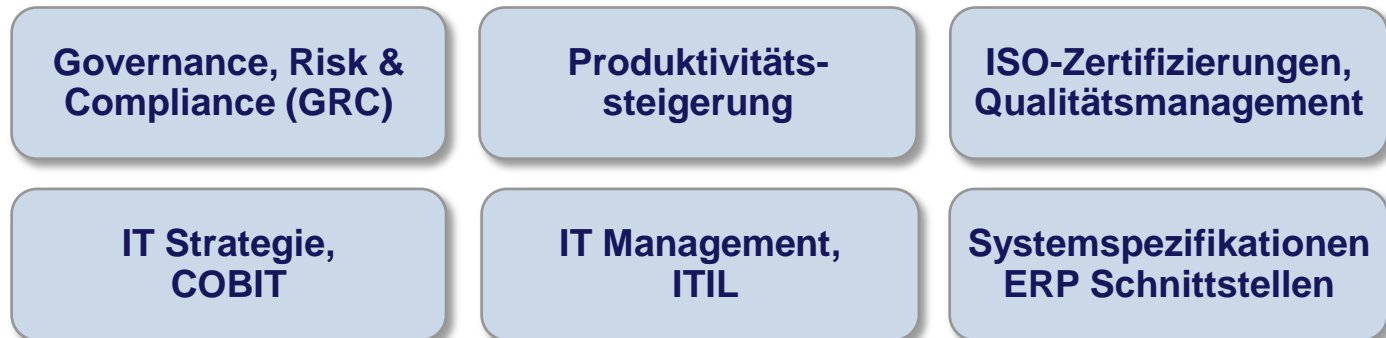 Governance, Risk &
Compliance (GRC)
Produktivitäts-
steigerung
ISO-Zertifizierungen,
Qualitätsmanagement
IT Strategie,
COBIT
IT Management,
ITIL
Systemspezifikationen
ERP Schnittstellen